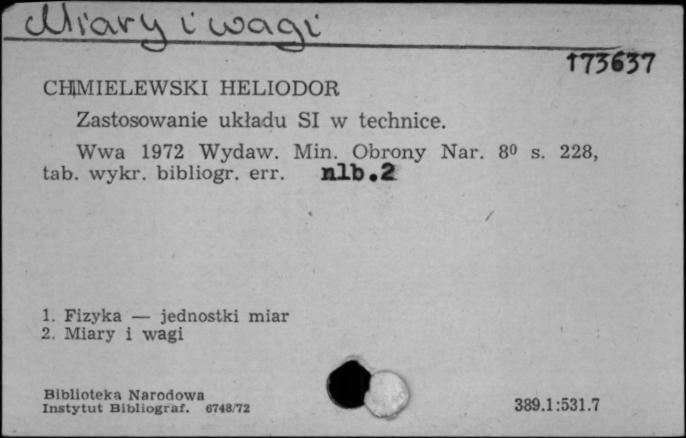 Miary i wagi
173637
CHMIELEWSKI HELIODOR
Zastosowanie układu SI w technice.
Wwa 1972 Wydaw. Min. Obrony Nar. 8⁰ s. 228,
tab. wykr. bibliogr. err. nlb.2
1. Fizyka — jednostki miar
2. Miary i wagi
Biblioteka Narodowa
Instytut Bibliograf. 6748/72
389.1:531.7